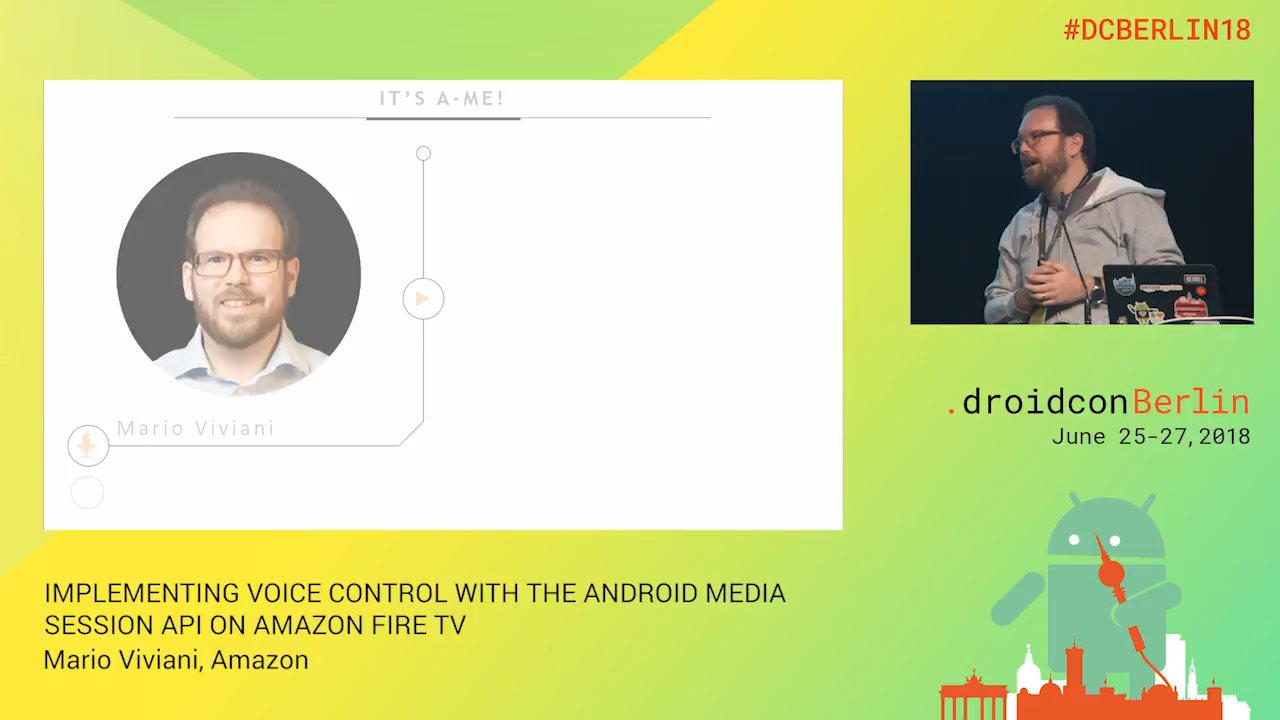 #DCBERLIN18
IT'S A-ME!
Mario Viviani
.droidconBerlin
June 25-27,2018
IMPLEMENTING VOICE CONTROL WITH THE ANDROID MEDIA
SESSION API ON AMAZON FIRE TV
Mario Viviani, Amazon